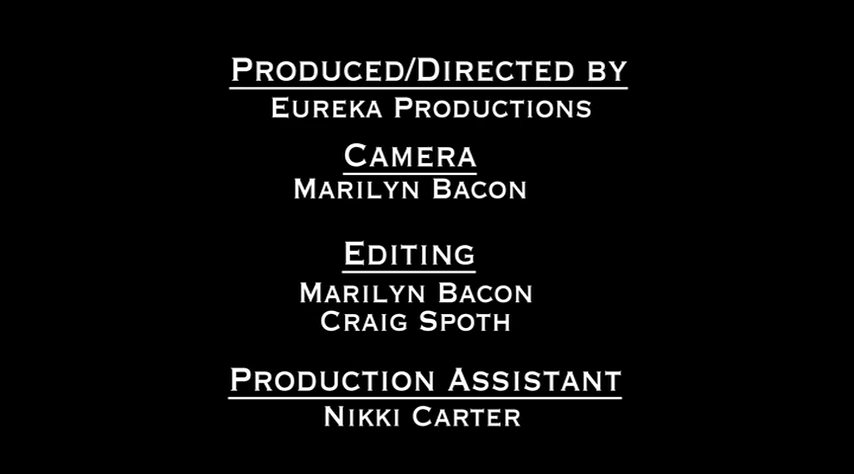 Produced/Directed by
Eureka Productions
Camera
Marilyn Bacon
Editing
Marilyn Bacon
Craig Spoth
Production Assistant
Nikki Carter